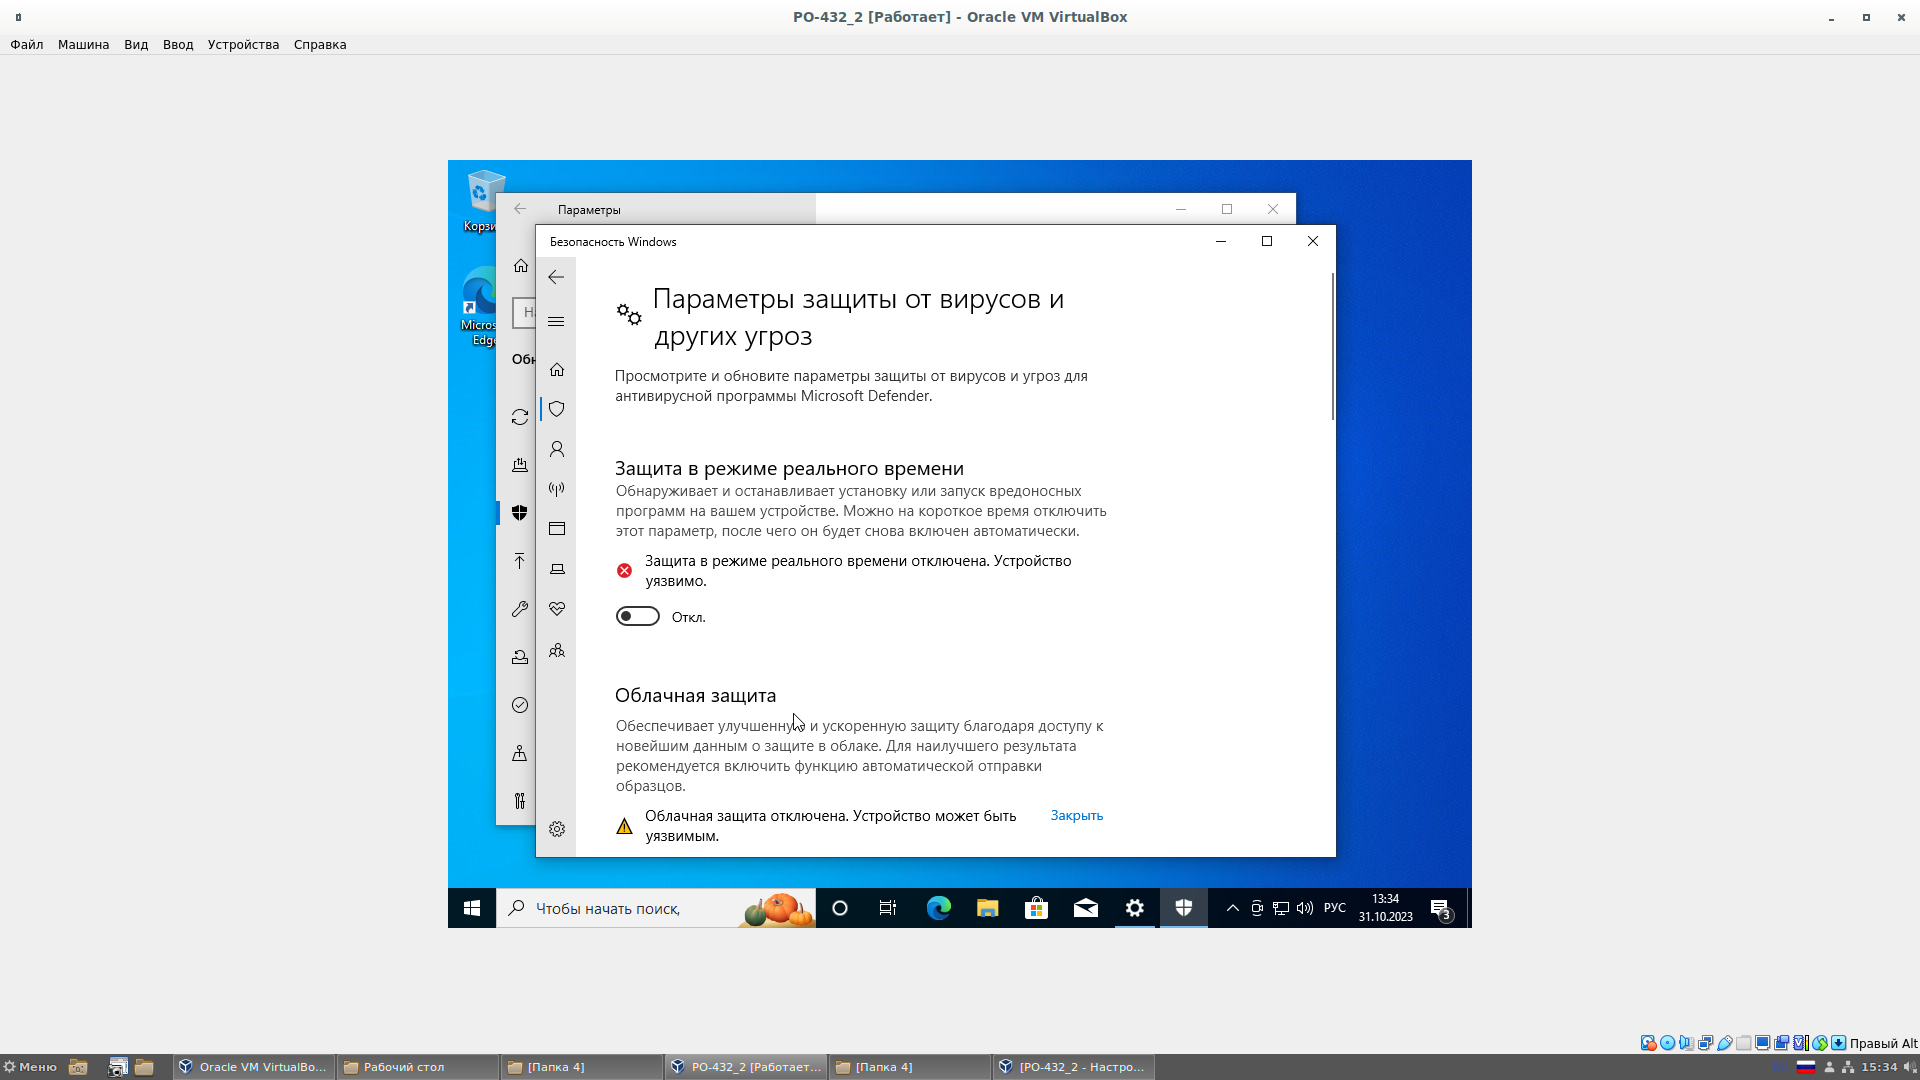 PO-432_2 [Работает] - Oracle VM VirtualBox
Файл Машина Вид Ввод Устройства Справка
Параметры
Безопасность Windows
Параметры защиты от вирусов и
других угроз
Просмотрите и обновите параметры защиты от вирусов и угроз для
антивирусной программы Microsoft Defender.
Защита в режиме реального времени
Обнаруживает и останавливает установку или запуск вредоносных
программ на вашем устройстве. Можно на короткое время отключить
этот параметр, после чего он будет снова включен автоматически.
Защита в режиме реального времени отключена. Устройство
уязвимо.
Откл.
Облачная защита
Обеспечивает улучшенную и ускоренную защиту благодаря доступу к
новейшим данным о защите в облаке. Для наилучшего результата
рекомендуется включить функцию автоматической отправки
образцов.
Облачная защита отключена. Устройство может быть
уязвимым.
Закрыть
Корзи
Micros
Edge
На
Обн
Чтобы начать поиск,
РУС
13:34
31.10.2023
3
Правый Alt
Меню
Oracle VM VirtualBo...
Рабочий стол
[Папка 4]
PO-432_2 [Работает...
[Папка 4]
[PO-432_2 - Настро...
15:34